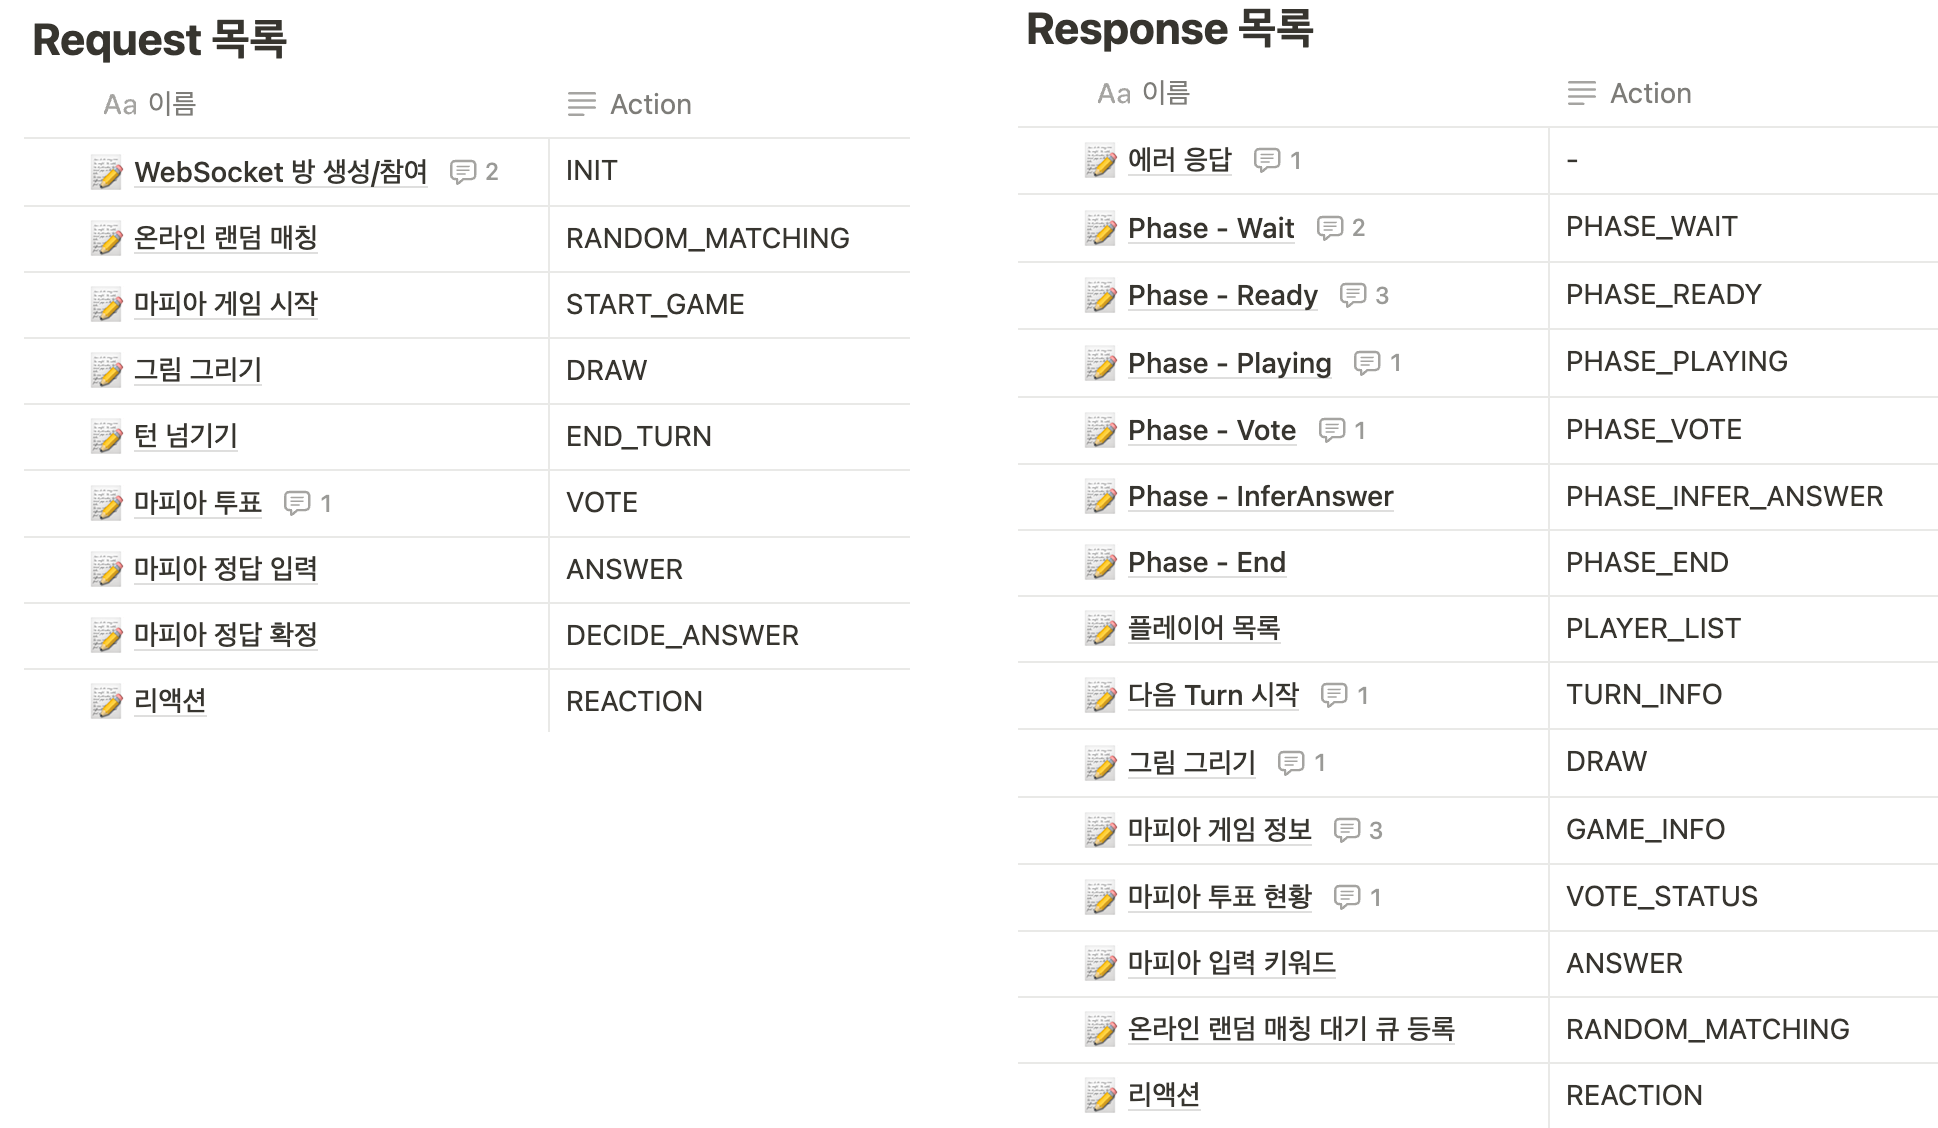 Request 목록
Aa 이름 Action
WebSocket 방 생성/참여 2 INIT
온라인 랜덤 매칭 RANDOM_MATCHING
마피아 게임 시작 START_GAME
그림 그리기 DRAW
턴 넘기기 END_TURN
마피아 투표 1 VOTE
마피아 정답 입력 ANSWER
마피아 정답 확정 DECIDE_ANSWER
리액션 REACTION
Response 목록
Aa 이름 Action
에러 응답 1 -
Phase - Wait 2 PHASE_WAIT
Phase - Ready 3 PHASE_READY
Phase - Playing 1 PHASE_PLAYING
Phase - Vote 1 PHASE_VOTE
Phase - InferAnswer PHASE_INFER_ANSWER
Phase - End PHASE_END
플레이어 목록 PLAYER_LIST
다음 Turn 시작 1 TURN_INFO
그림 그리기 1 DRAW
마피아 게임 정보 3 GAME_INFO
마피아 투표 현황 1 VOTE_STATUS
마피아 입력 키워드 ANSWER
온라인 랜덤 매칭 대기 큐 등록 RANDOM_MATCHING
리액션 REACTION